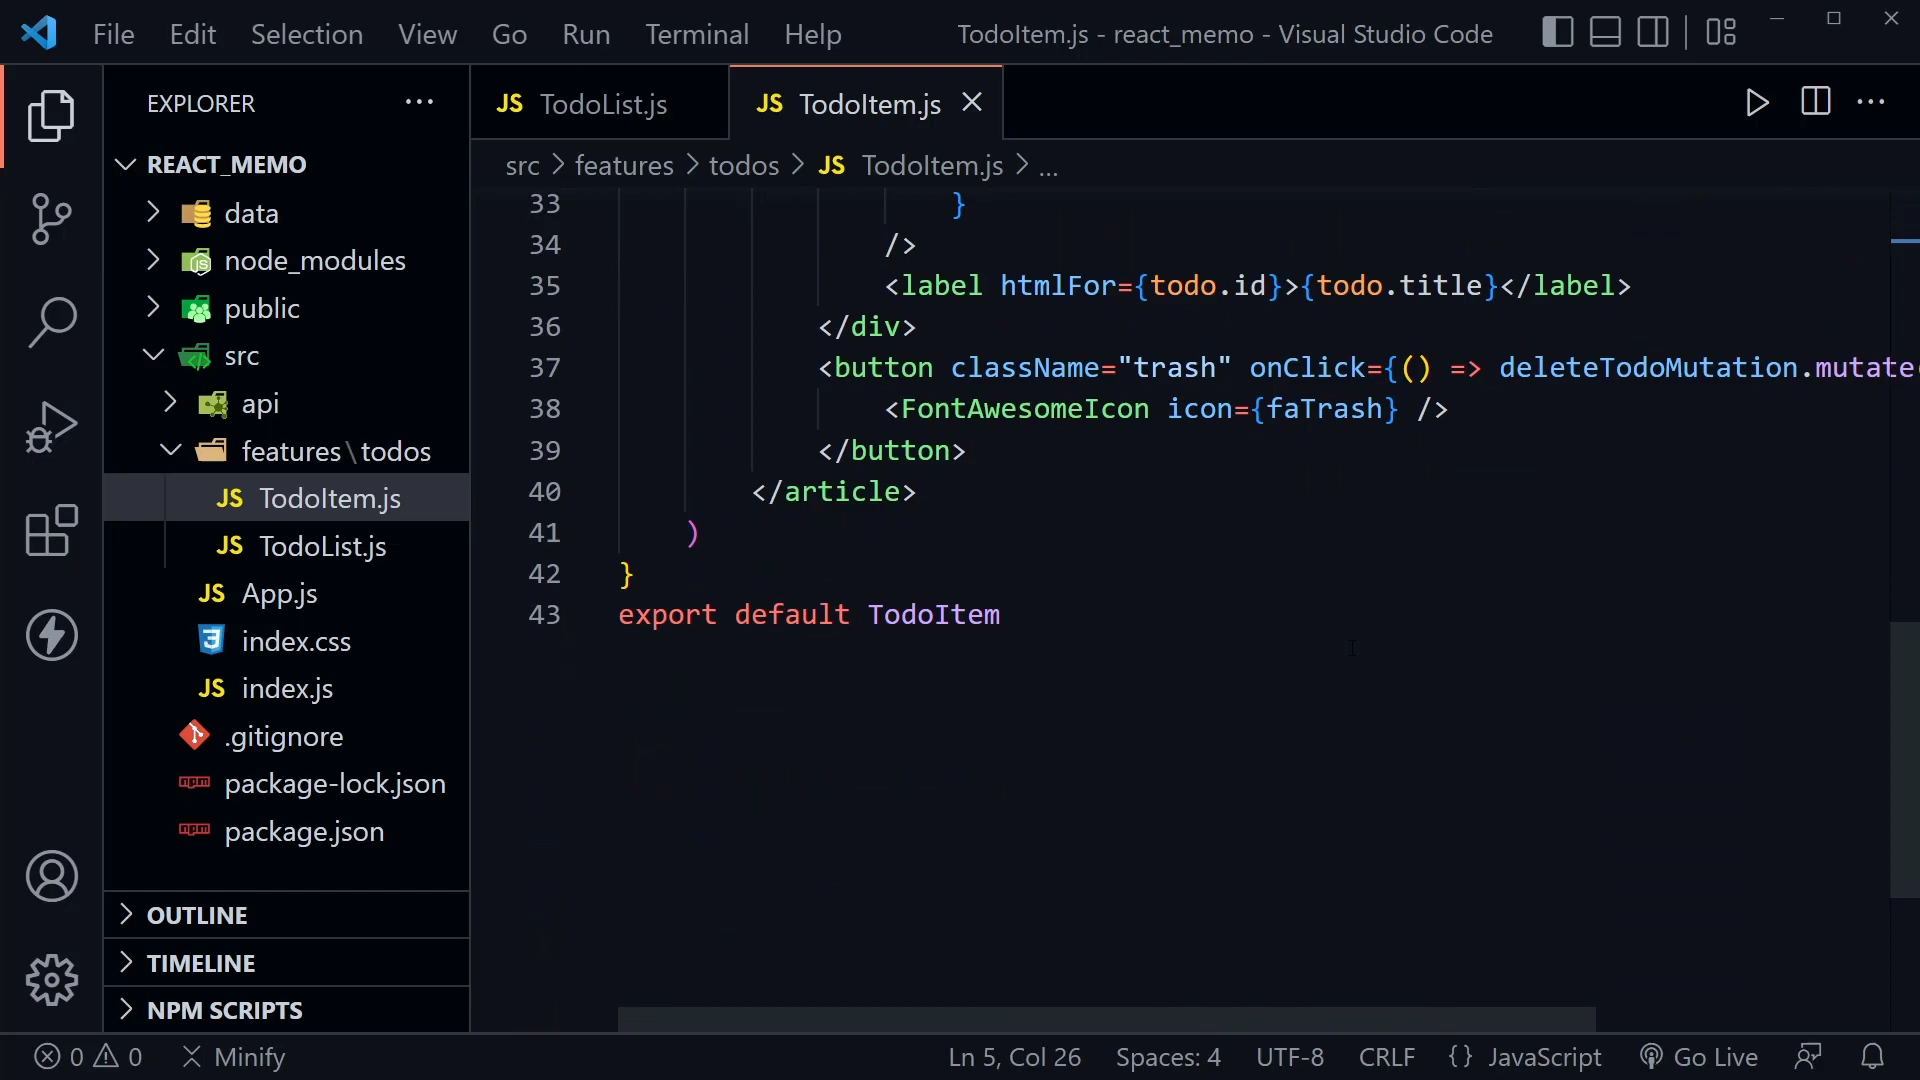 File Edit Selection View Go Run Terminal Help TodoItem.js - react_memo - Visual Studio Code
EXPLORER
REACT_MEMO
data
node_modules
public
src
api
features\todos
JS TodoItem.js
JS TodoList.js
JS App.js
index.css
JS index.js
.gitignore
package-lock.json
package.json
OUTLINE
TIMELINE
NPM SCRIPTS
JS TodoList.js JS TodoItem.js
src > features > todos > JS TodoItem.js > ...
33 }
34 />
35 <label htmlFor={todo.id}>{todo.title}</label>
36 </div>
37 <button className="trash" onClick={() => deleteTodoMutation.mutate(
38 <FontAwesomeIcon icon={faTrash} />
39 </button>
40 </article>
41 )
42 }
43 export default TodoItem
0 0 Minify Ln 5, Col 26 Spaces: 4 UTF-8 CRLF {} JavaScript Go Live